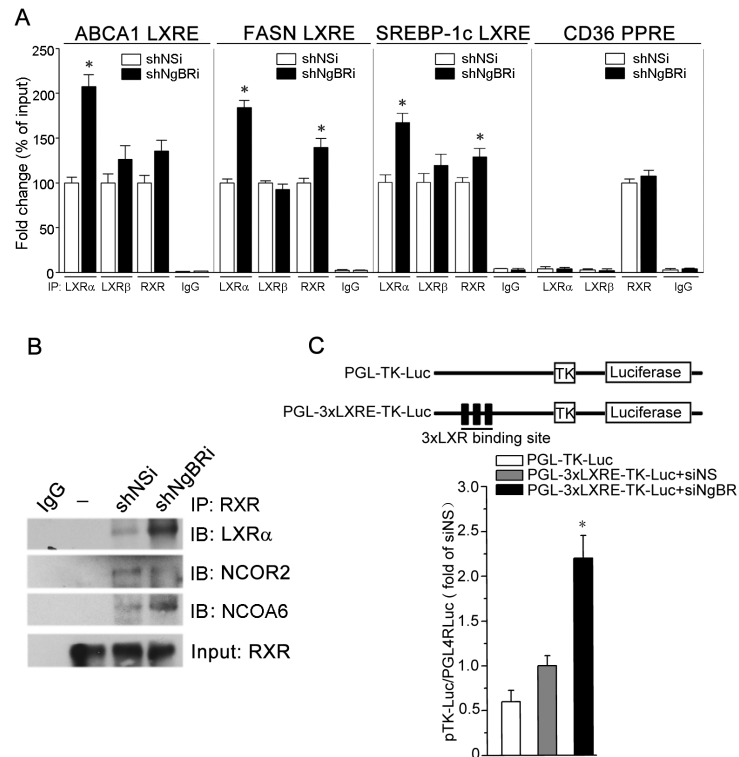 A
ABCA1 LXRE FASN LXRE SREBP-1c LXRE CD36 PPRE
shNSi shNSi shNSi shNSi
shNgBRi shNgBRi shNgBRi shNgBRi
Fold change (% of input)
250
200
150
100
50
0
* * * * *
IP: LXRα LXRβ RXR IgG LXRα LXRβ RXR IgG LXRα LXRβ RXR IgG LXRα LXRβ RXR IgG
B
IgG – shNSi shNgBRi
IP: RXR
IB: LXRα
IB: NCOR2
IB: NCOA6
Input: RXR
C
PGL-TK-Luc TK Luciferase
PGL-3xLXRE-TK-Luc TK Luciferase
3xLXR binding site
PGL-TK-Luc
PGL-3xLXRE-TK-Luc+siNS
PGL-3xLXRE-TK-Luc+siNgBR
pTK-Luc/PGL4RLuc ( fold of siNS)
3.0
2.5
2.0
1.5
1.0
0.5
0
*